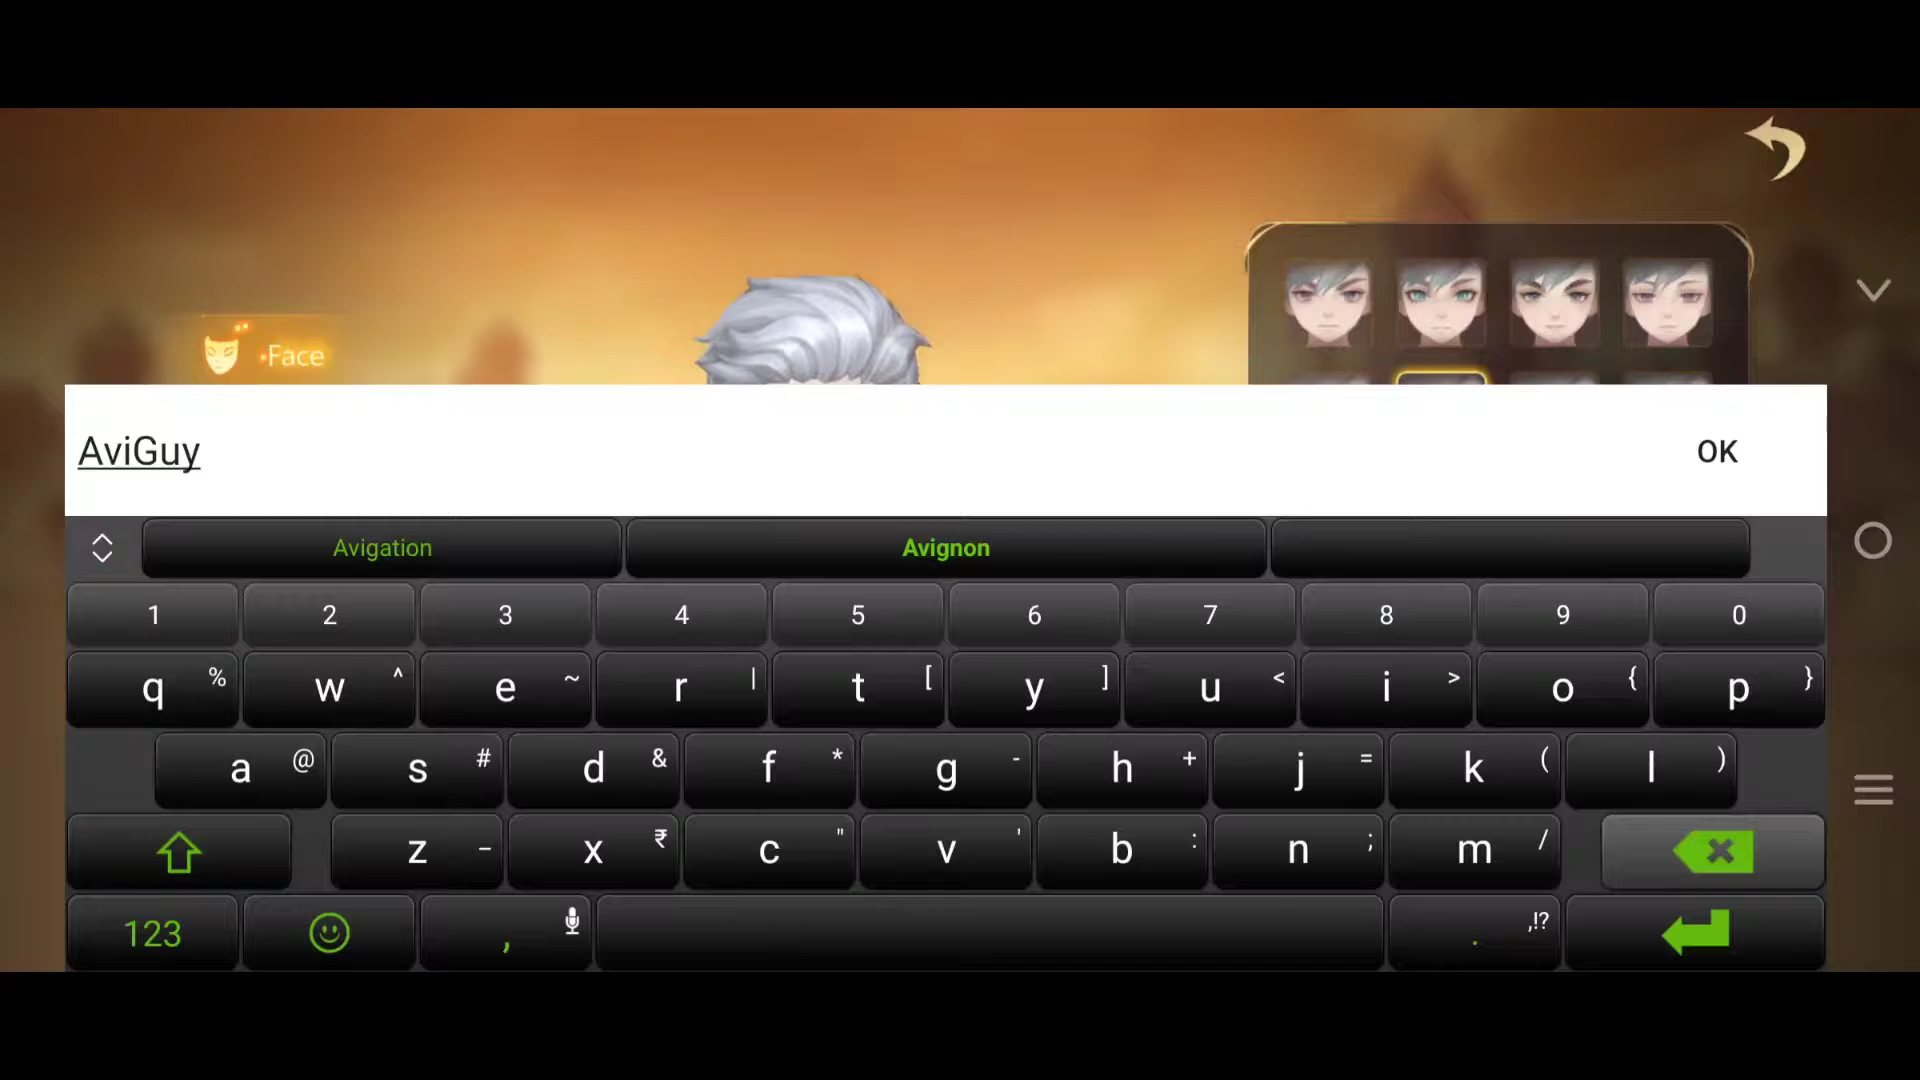 Face
AviGuy
OK
Avigation Avignon
1 2 3 4 5 6 7 8 9 0
q % w ^ e ~ r | t [ y ] u < i > o { p }
a @ s # d & f * g - h + j = k ( l )
z _ x ₹ c " v ' b : n ; m /
123 , . ,!?